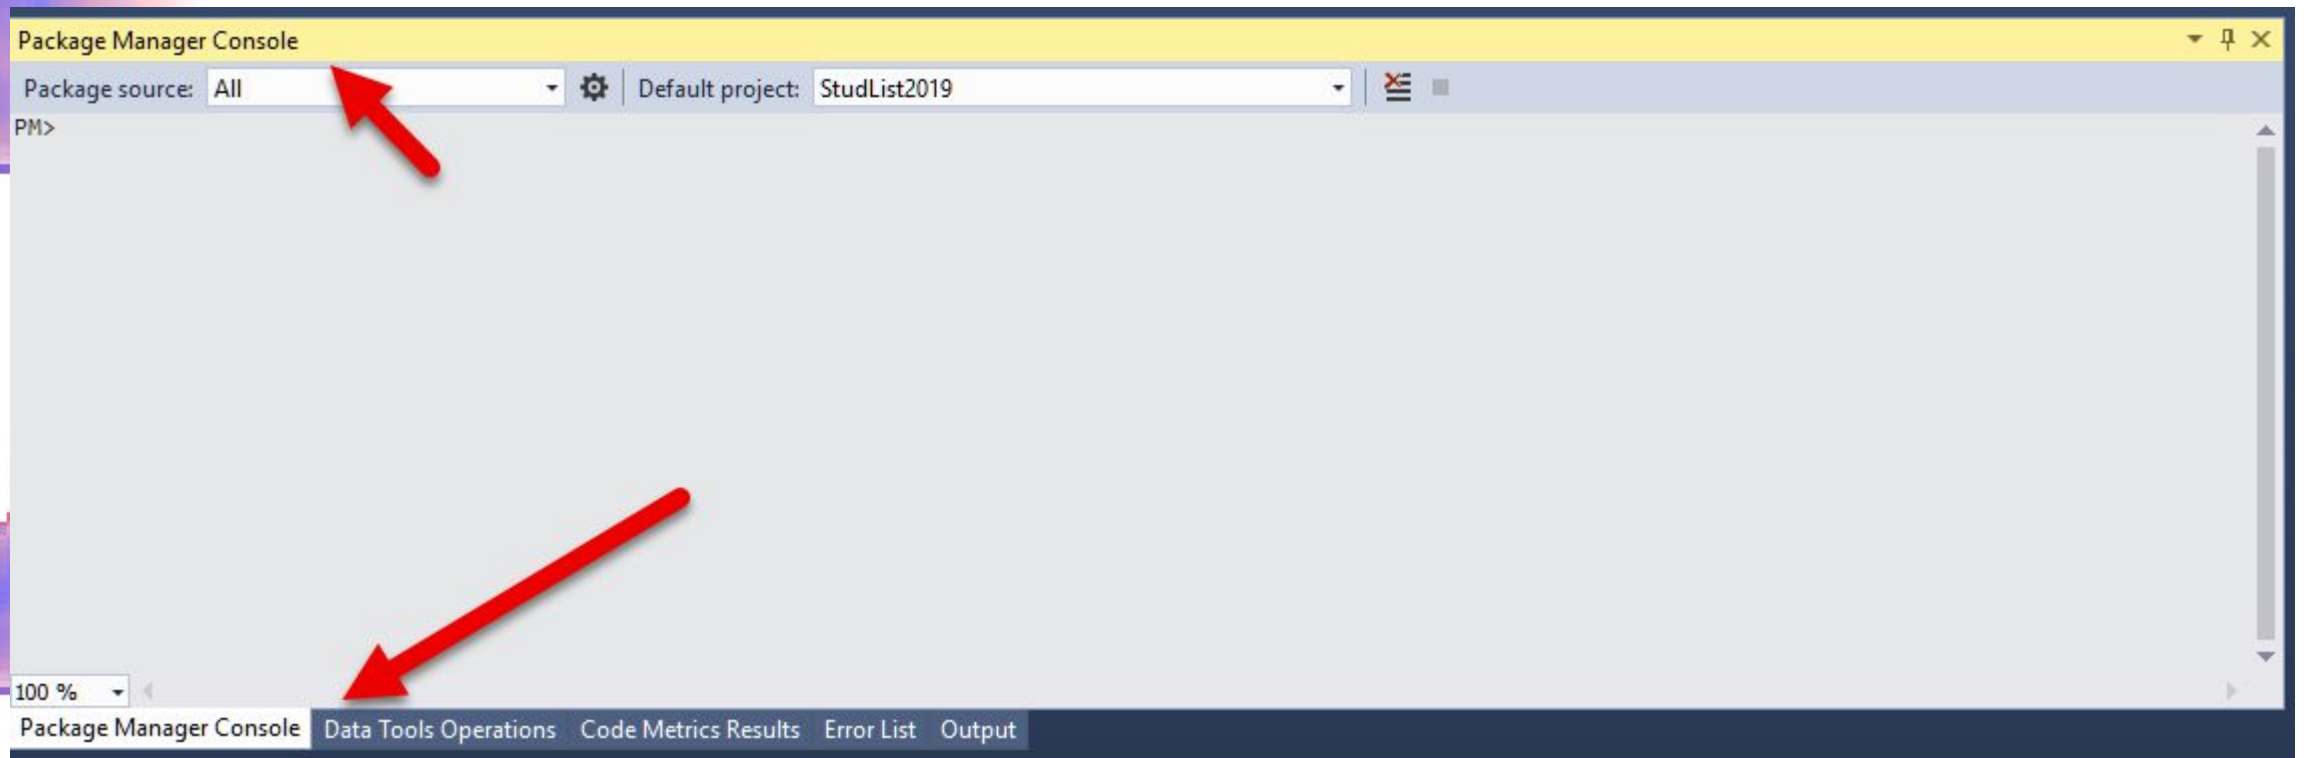 Package Manager Console
Package source: All Default project: StudList2019
PM>
100 %
Package Manager Console Data Tools Operations Code Metrics Results Error List Output